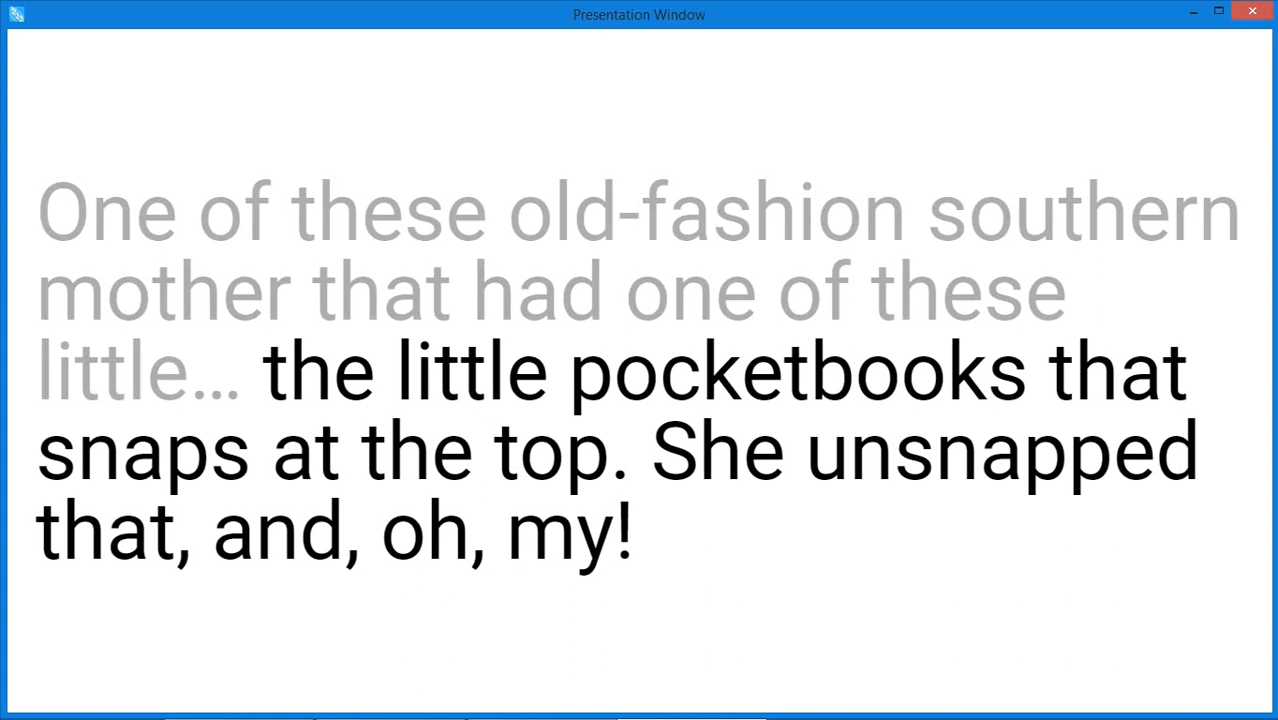 Presentation Window
One of these old-fashion southern
mother that had one of these
little… the little pocketbooks that
snaps at the top. She unsnapped
that, and, oh, my!